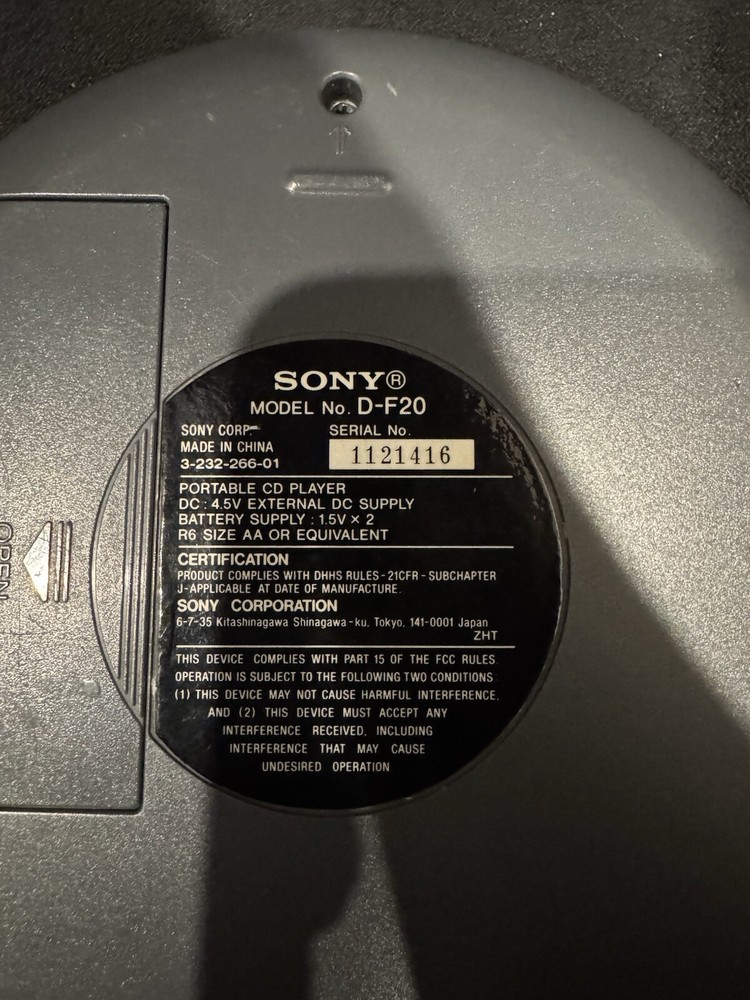 SONY®
MODEL No. D-F20
SONY CORP.
MADE IN CHINA
3-232-266-01
SERIAL No.
1121416
PORTABLE CD PLAYER
DC : 4.5V EXTERNAL DC SUPPLY
BATTERY SUPPLY : 1.5V × 2
R6 SIZE AA OR EQUIVALENT
CERTIFICATION
PRODUCT COMPLIES WITH DHHS RULES - 21CFR - SUBCHAPTER
J-APPLICABLE AT DATE OF MANUFACTURE.
SONY CORPORATION
6-7-35 Kitashinagawa Shinagawa-ku, Tokyo, 141-0001 Japan
ZHT
THIS DEVICE COMPLIES WITH PART 15 OF THE FCC RULES
OPERATION IS SUBJECT TO THE FOLLOWING TWO CONDITIONS
(1) THIS DEVICE MAY NOT CAUSE HARMFUL INTERFERENCE,
AND (2) THIS DEVICE MUST ACCEPT ANY
INTERFERENCE RECEIVED, INCLUDING
INTERFERENCE THAT MAY CAUSE
UNDESIRED OPERATION
OPEN